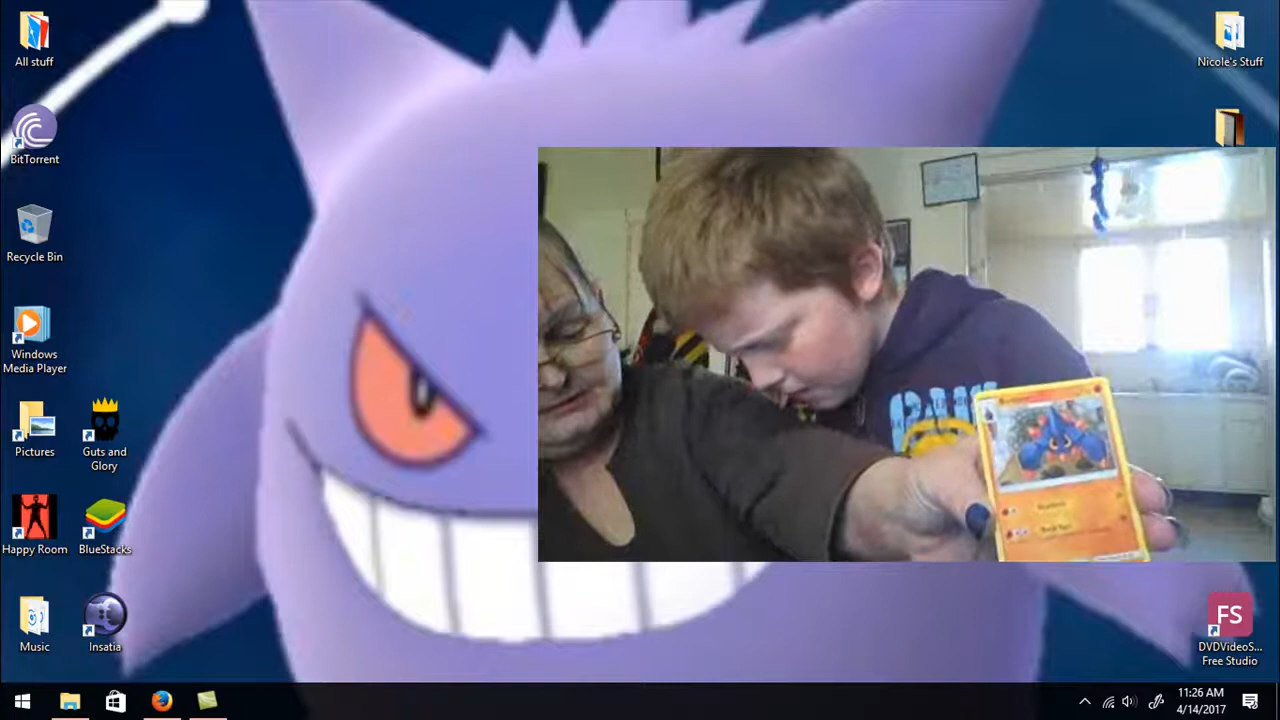 All stuff
Nicole's Stuff
BitTorrent
Recycle Bin
Windows
Media Player
Pictures
Guts and
Glory
Happy Room
BlueStacks
Music
Insatia
FS
DVDVideoS...
Free Studio
11:26 AM
4/14/2017